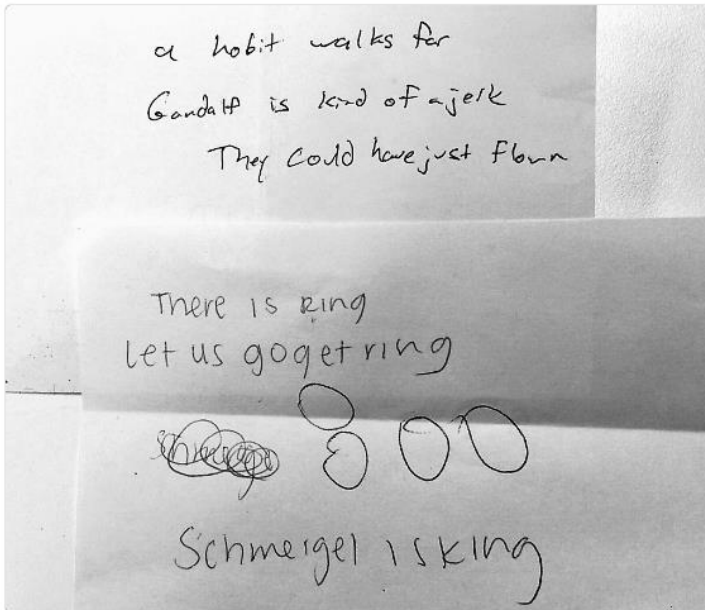 a hobit walks far
Gandalf is kind of a jerk
They could have just flown
There is Ring
Let us go get ring
Schmeigel is king